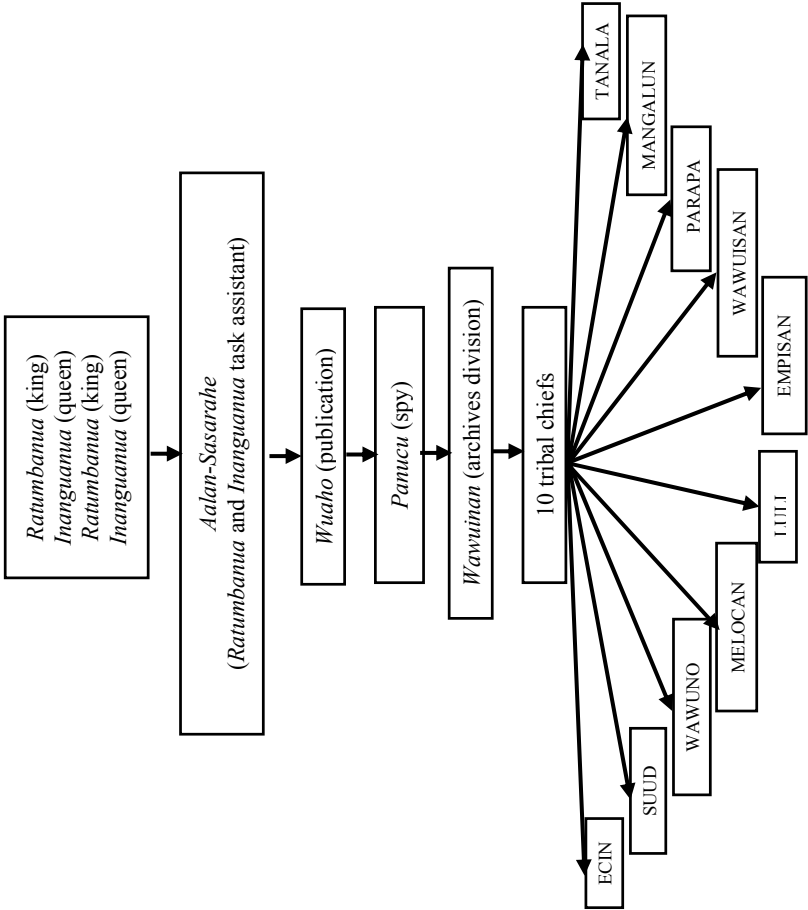 Ratumbanua (king)
Inanguanua (queen)
Ratumbanua (king)
Inanguanua (queen)
Aalan-Sasarahe
(Ratumbanua and Inanguanua task assistant)
Wuaho (publication)
Panucu (spy)
Wawuinan (archives division)
10 tribal chiefs
ECIN
SUUD
WAWUNO
MELOCAN
LULI
EMPISAN
WAWUISAN
PARAPA
MANGALUN
TANALA